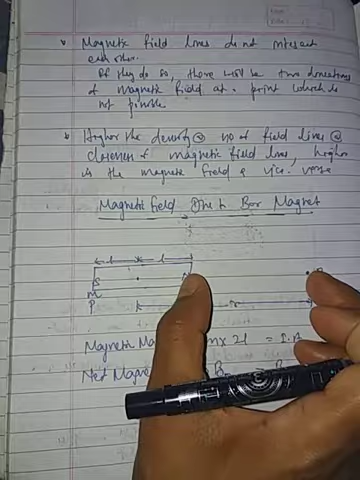 Magnetic field lines do not intersect
each other.
If they do so, there will be two directions
of magnetic field at a point which is
not possible
Higher the density no of field lines
closeness of magnetic field lines, higher
is the magnetic field & vice versa
Magnetic field Bar Magnet
l l
S
M
P r
Magnetic m x 2l = I.A
Net